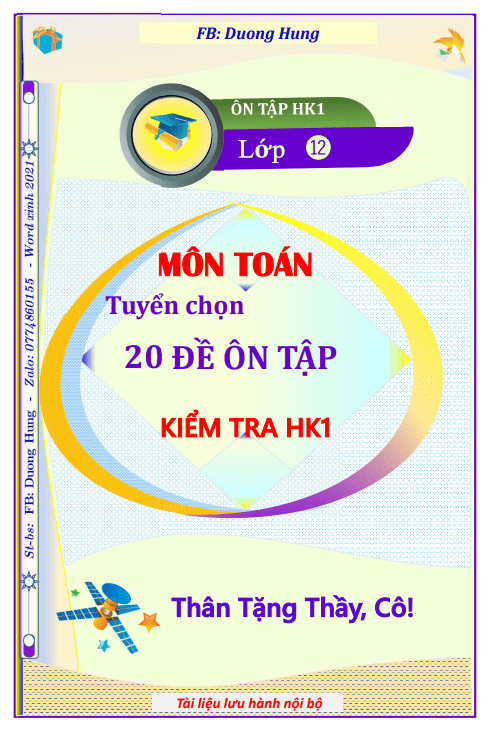 FB: Duong Hung
ÔN TẬP HK1
Lớp 12
MÔN TOÁN
Tuyển chọn
20 ĐỀ ÔN TẬP
KIỂM TRA HK1
St-bs: FB: Duong Hung - Zalo: 0774860155 - Word xinh 2021
Thân Tặng Thầy, Cô!
Tài liệu lưu hành nội bộ